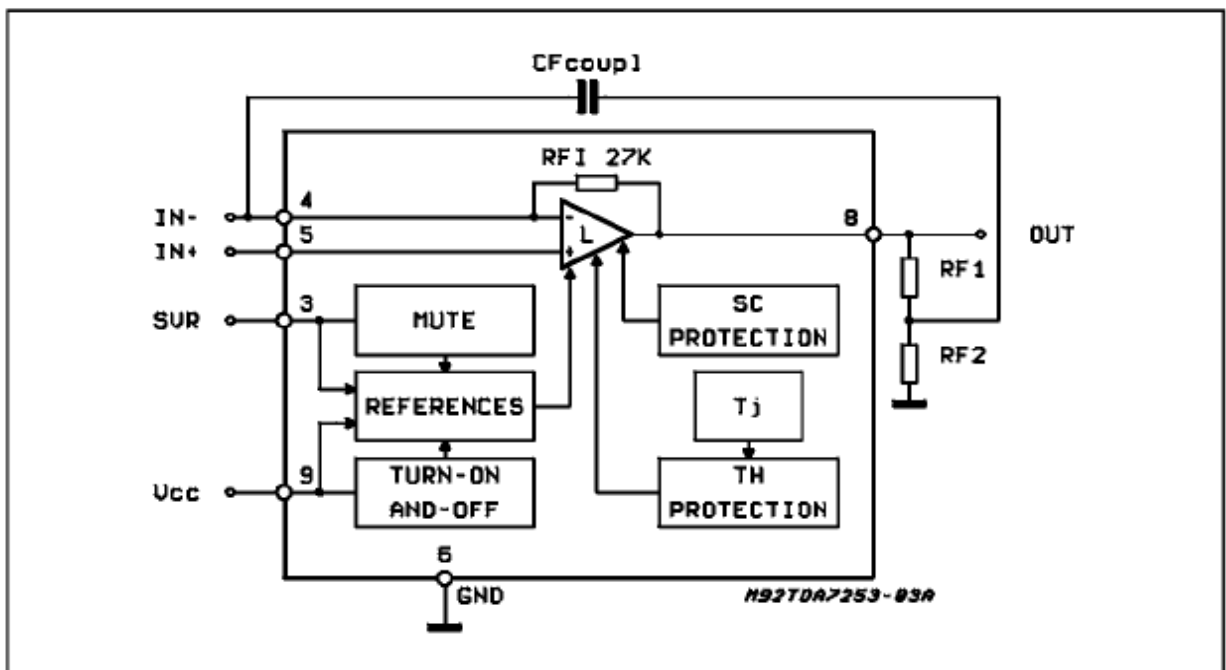 CFcoupl
RFI 27K
IN-
4
8
L
-
+
OUT
IN+
5
RF1
SVR
3
MUTE
SC
PROTECTION
RF2
REFERENCES
Tj
Vcc
9
TURN-ON
AND-OFF
TH
PROTECTION
6
GND
M92TDA7253-03A